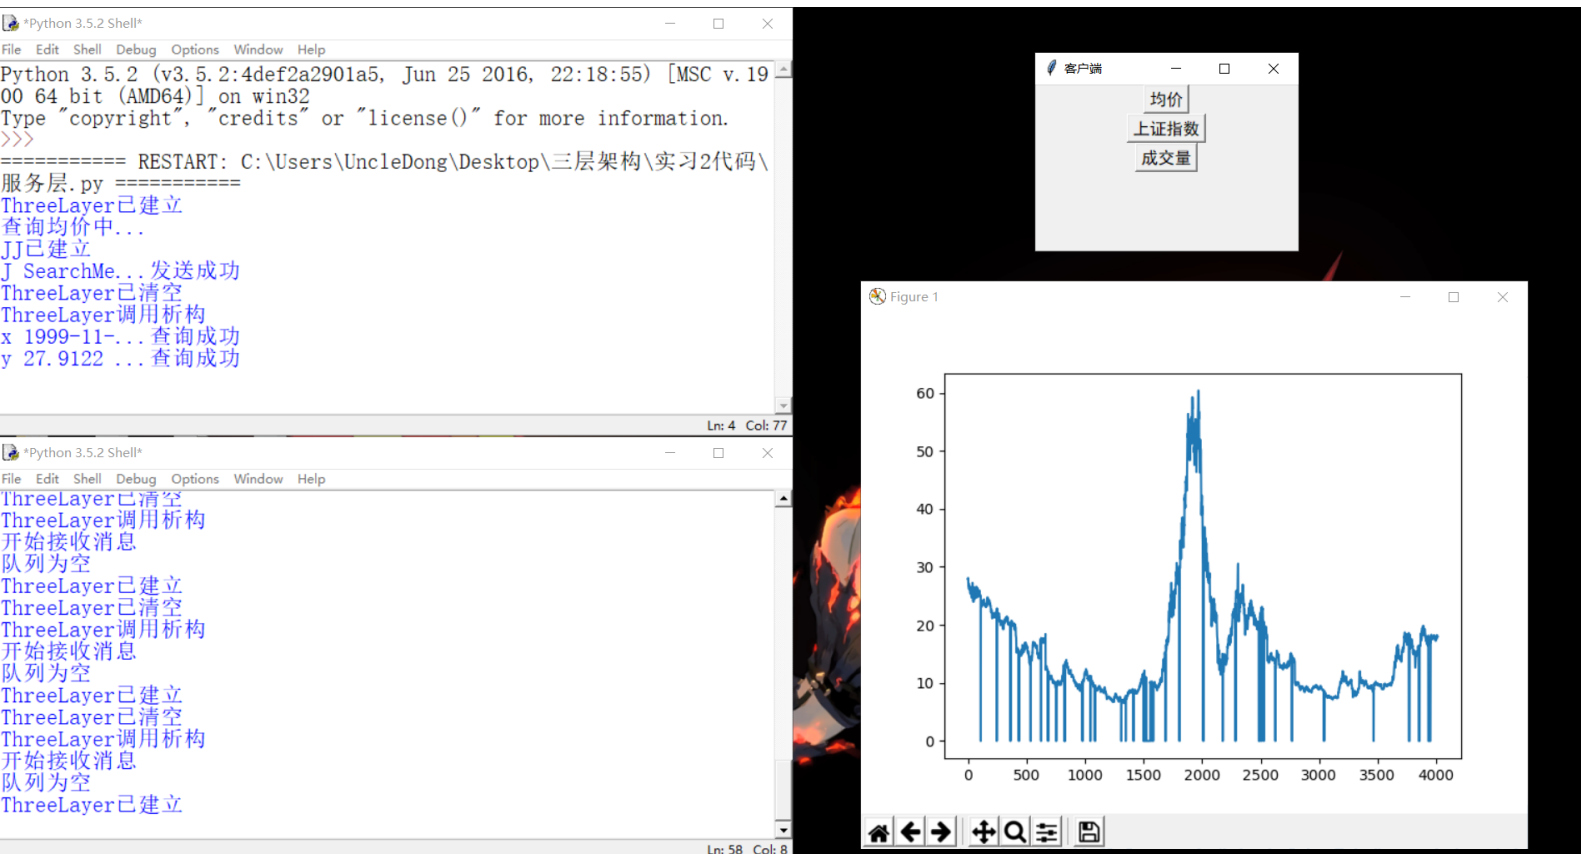 *Python 3.5.2 Shell*
File Edit Shell Debug Options Window Help
Python 3.5.2 (v3.5.2:4def2a2901a5, Jun 25 2016, 22:18:55) [MSC v.19
00 64 bit (AMD64)] on win32
Type "copyright", "credits" or "license()" for more information.
>>>
=========== RESTART: C:\Users\UncleDong\Desktop\三层架构\实习2代码\
服务层.py ===========
ThreeLayer已建立
查询均价中...
JJ已建立
J SearchMe...发送成功
ThreeLayer已清空
ThreeLayer调用析构
x 1999-11-...查询成功
y 27.9122 ...查询成功
Ln: 4 Col: 77
*Python 3.5.2 Shell*
File Edit Shell Debug Options Window Help
ThreeLayer已清空
ThreeLayer调用析构
开始接收消息
队列为空
ThreeLayer已建立
ThreeLayer已清空
ThreeLayer调用析构
开始接收消息
队列为空
ThreeLayer已建立
ThreeLayer已清空
ThreeLayer调用析构
开始接收消息
队列为空
ThreeLayer已建立
Ln: 58 Col: 8
客户端
均价
上证指数
成交量
Figure 1
60
50
40
30
20
10
0
0 500 1000 1500 2000 2500 3000 3500 4000